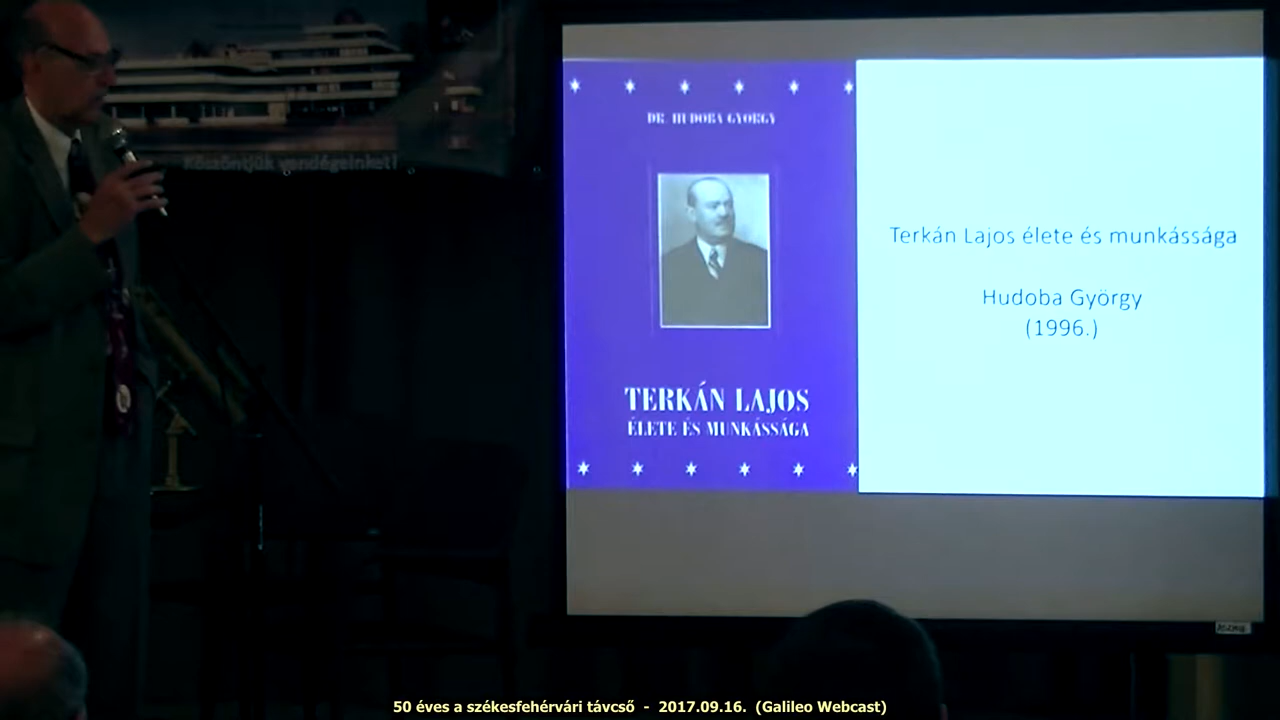 Köszöntjük vendégeinket!
DR. HUDOBA GYÖRGY
TERKÁN LAJOS
ÉLETE ÉS MUNKÁSSÁGA
Terkán Lajos élete és munkássága
Hudoba György
(1996.)
50 éves a székesfehérvári távcső - 2017.09.16. (Galileo Webcast)